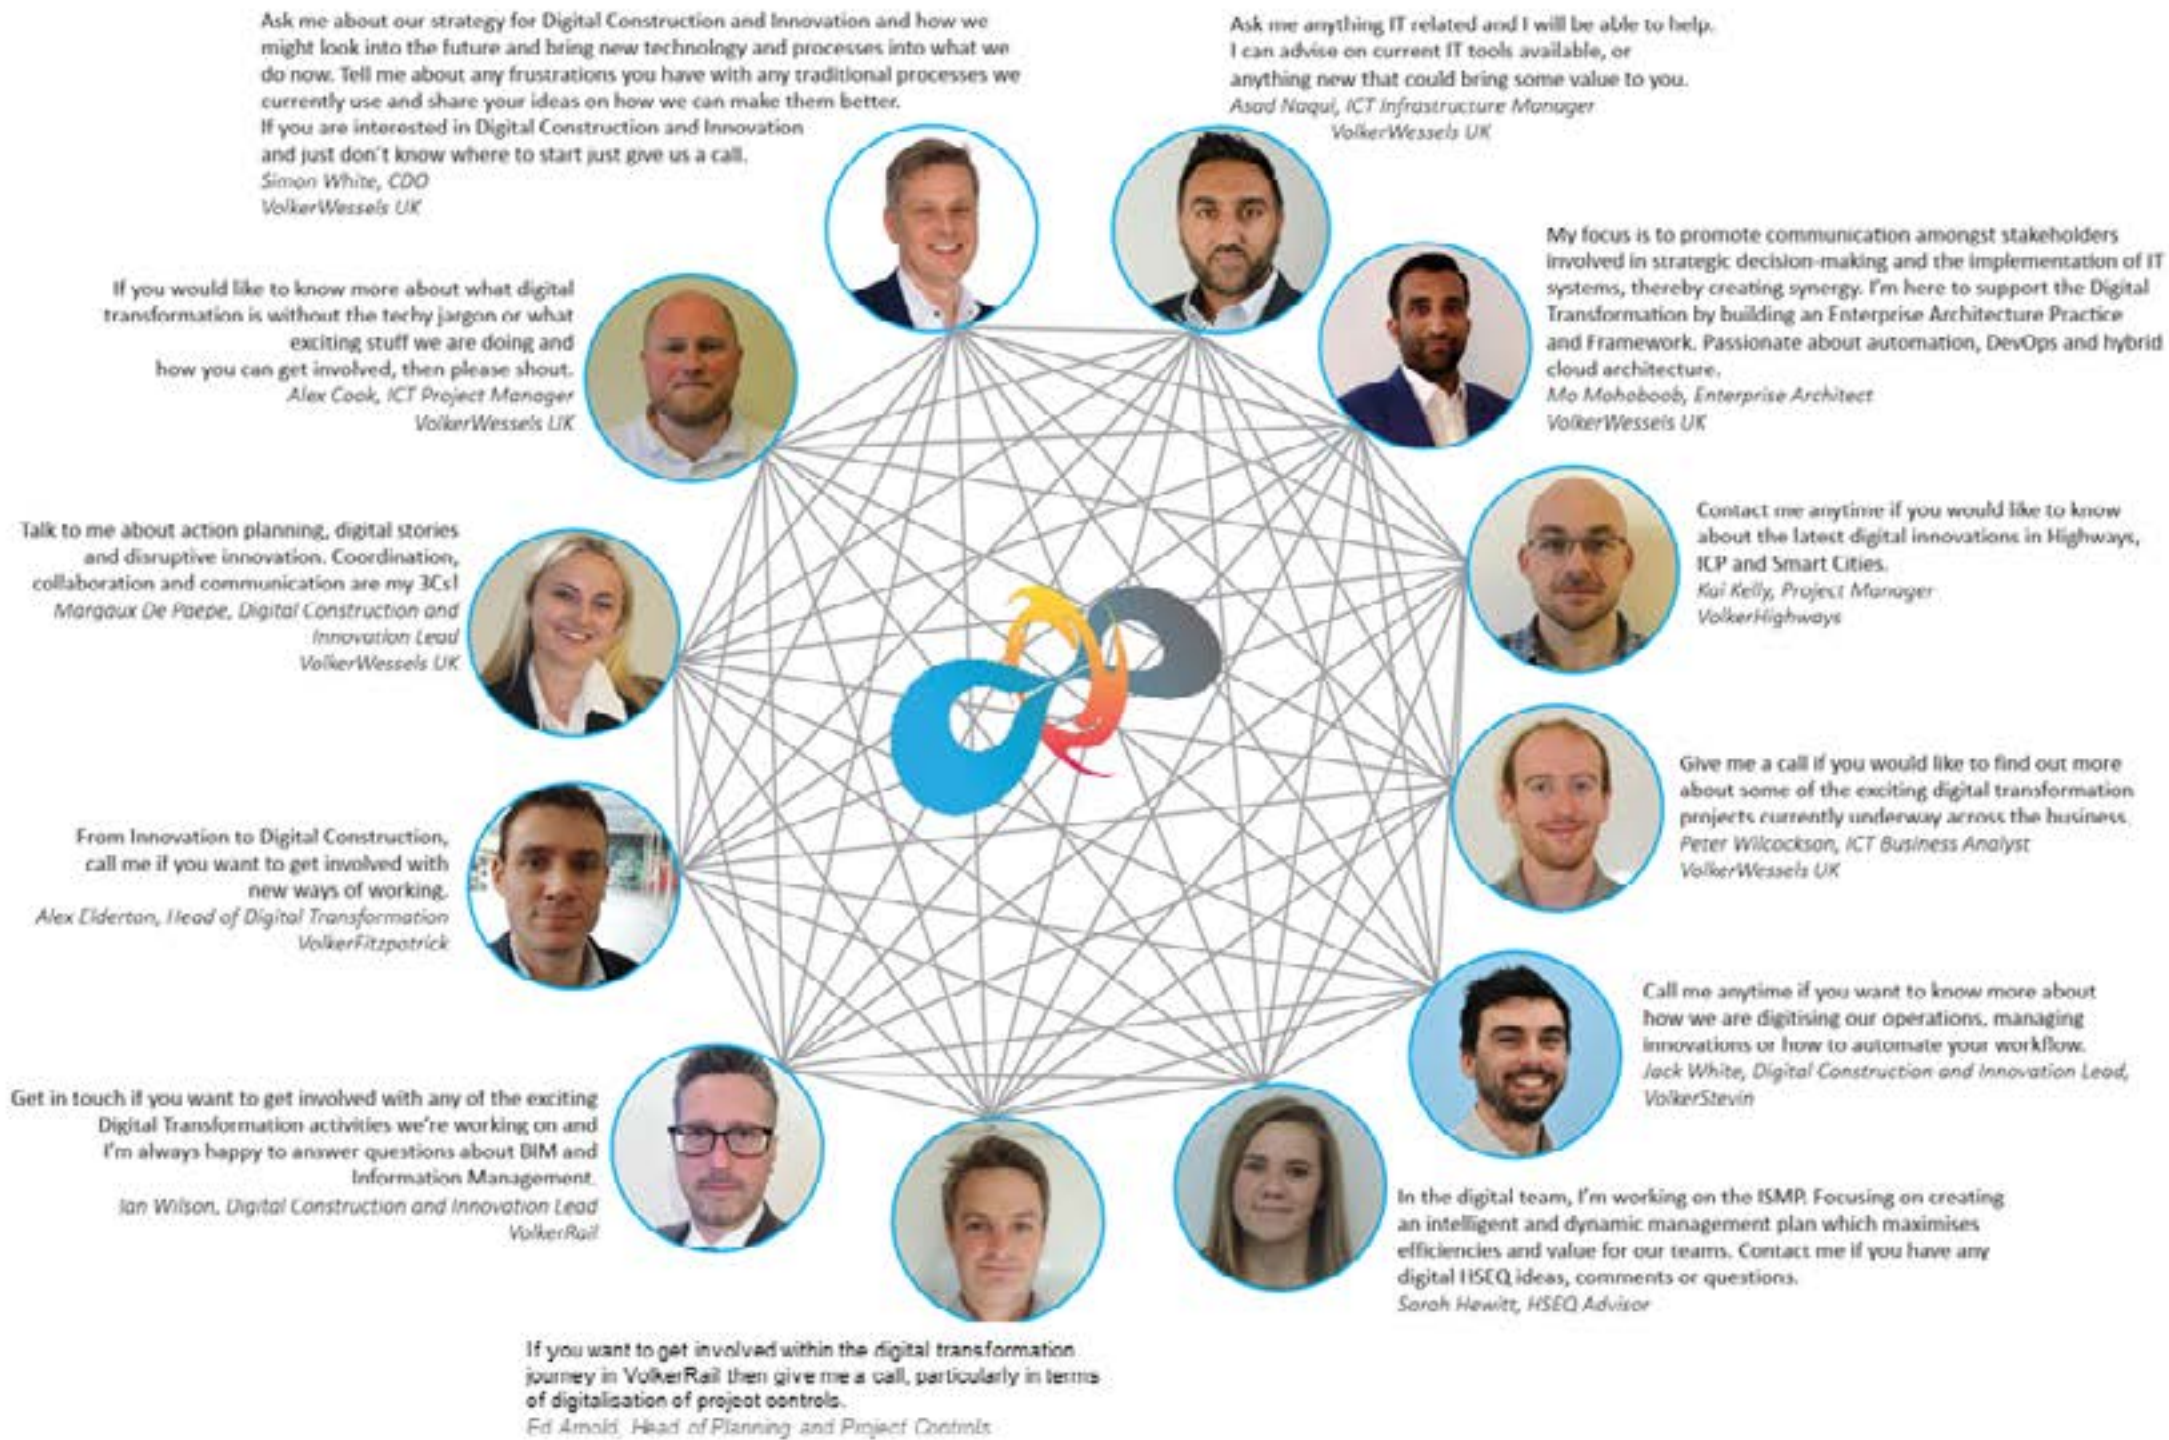 Ask me about our strategy for Digital Construction and Innovation and how we
might look into the future and bring new technology and processes into what we
do now. Tell me about any frustrations you have with any traditional processes we
currently use and share your ideas on how we can make them better.
If you are interested in Digital Construction and Innovation
and just don't know where to start just give us a call.
Simon White, CDO
VolkerWessels UK
Ask me anything IT related and I will be able to help.
I can advise on current IT tools available, or
anything new that could bring some value to you.
Asad Naqui, ICT Infrastructure Manager
VolkerWessels UK
My focus is to promote communication amongst stakeholders
involved in strategic decision-making and the implementation of IT
systems, thereby creating synergy. I'm here to support the Digital
Transformation by building an Enterprise Architecture Practice
and Framework. Passionate about automation, DevOps and hybrid
cloud architecture.
Mo Mohoboob, Enterprise Architect
VolkerWessels UK
If you would like to know more about what digital
transformation is without the techy jargon or what
exciting stuff we are doing and
how you can get involved, then please shout.
Alex Cook, ICT Project Manager
VolkerWessels UK
Contact me anytime if you would like to know
about the latest digital innovations in Highways,
ICP and Smart Cities.
Kai Kelly, Project Manager
VolkerHighways
Talk to me about action planning, digital stories
and disruptive innovation. Coordination,
collaboration and communication are my 3Cs!
Margaux De Paepe, Digital Construction and
Innovation Lead
VolkerWessels UK
Give me a call if you would like to find out more
about some of the exciting digital transformation
projects currently underway across the business.
Peter Wilcockson, ICT Business Analyst
VolkerWessels UK
From Innovation to Digital Construction,
call me if you want to get involved with
new ways of working.
Alex Elderton, Head of Digital Transformation
VolkerFitzpatrick
Call me anytime if you want to know more about
how we are digitising our operations, managing
innovations or how to automate your workflow.
Jack White, Digital Construction and Innovation Lead,
VolkerStevin
Get in touch if you want to get involved with any of the exciting
Digital Transformation activities we're working on and
I'm always happy to answer questions about BIM and
Information Management.
Ian Wilson, Digital Construction and Innovation Lead
VolkerRail
In the digital team, I'm working on the ISMP. Focusing on creating
an intelligent and dynamic management plan which maximises
efficiencies and value for our teams. Contact me if you have any
digital HSEQ ideas, comments or questions.
Sarah Hewitt, HSEQ Advisor
If you want to get involved within the digital transformation
journey in VolkerRail then give me a call, particularly in terms
of digitalisation of project controls.
Ed Arnold, Head of Planning and Project Controls